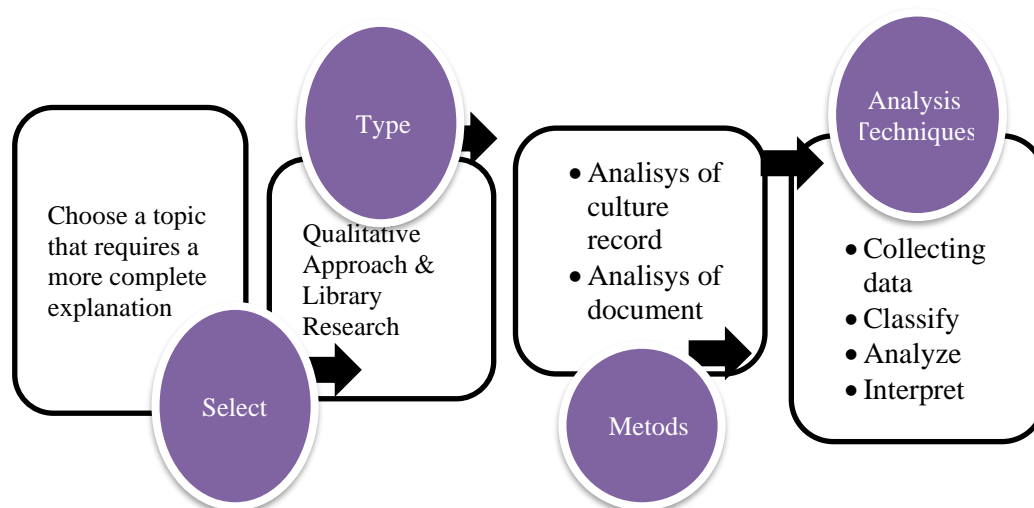 Choose a topic
that requires a
more complete
explanation
Select
Type
Qualitative
Approach &
Library
Research
• Analisys of
culture
record
• Analisys of
document
Metods
Analysis
Techniques
• Collecting
data
• Classify
• Analyze
• Interpret